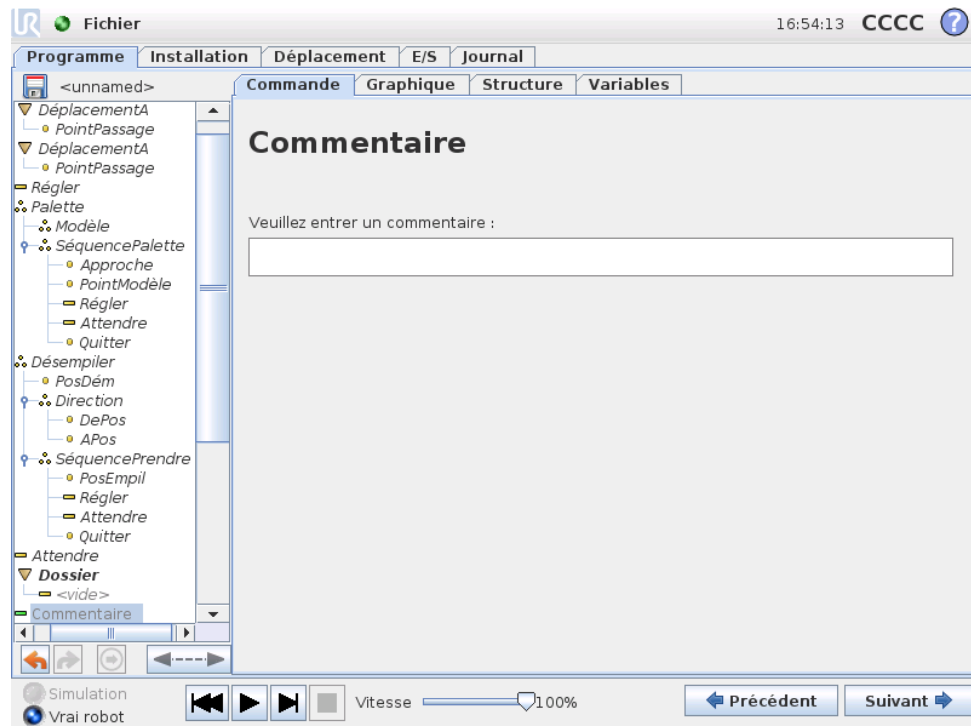 UR Fichier 16:54:13 CCCC ?
Programme Installation Déplacement E/S Journal
<unnamed> Commande Graphique Structure Variables
DéplacementA
PointPassage
DéplacementA
PointPassage
Régler
Palette
Modèle
SéquencePalette
Approche
PointModèle
Régler
Attendre
Quitter
Désempiler
PosDém
Direction
DePos
APos
SéquencePrendre
PosEmpil
Régler
Attendre
Quitter
Attendre
Dossier
<vide>
Commentaire
Commentaire
Veuillez entrer un commentaire :
Simulation
Vrai robot
Vitesse 100%
Précédent Suivant